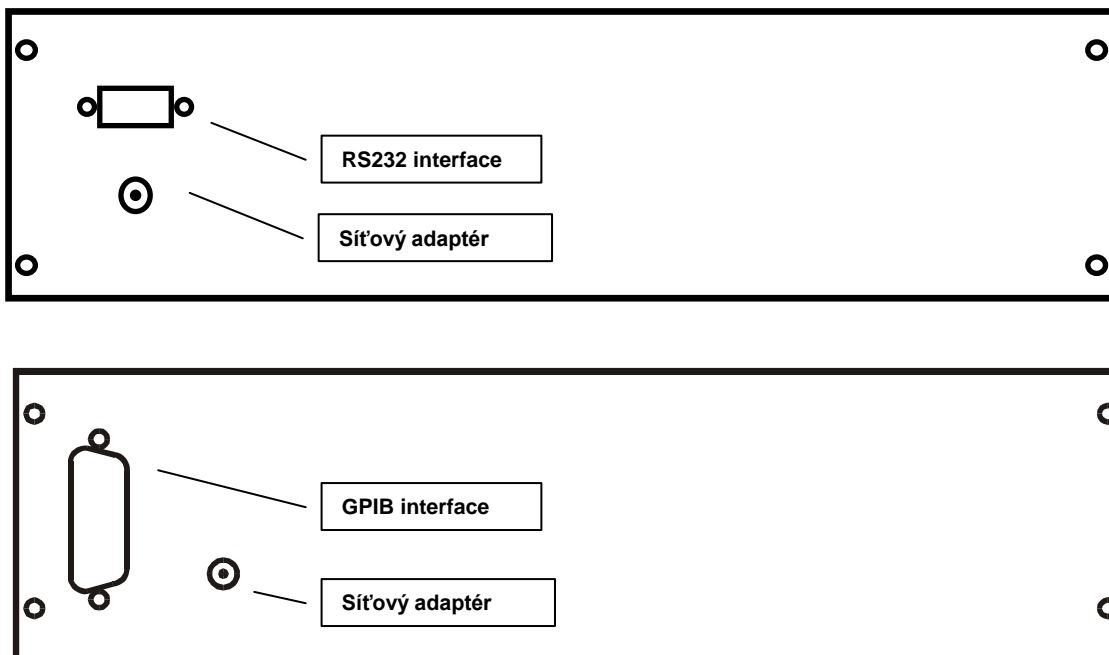 RS232 interface
Síťový adaptér
GPIB interface
Síťový adaptér